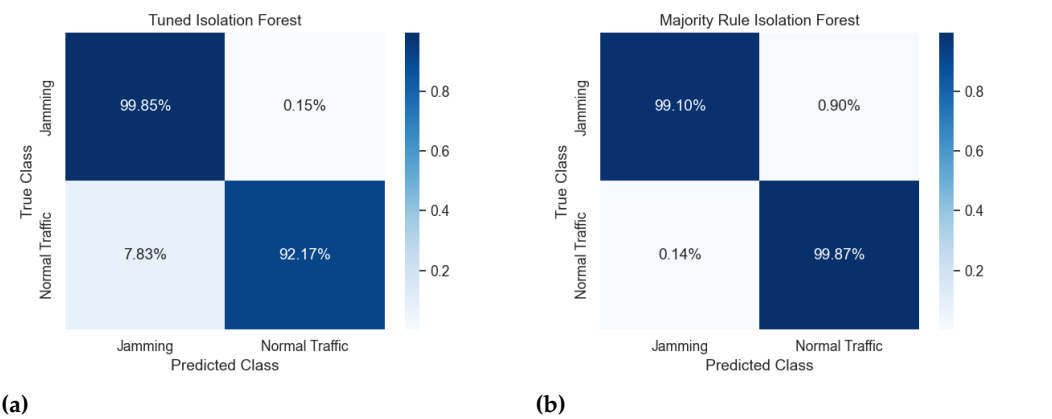 Tuned Isolation Forest
True Class
Jamming
Normal Traffic
99.85%
0.15%
7.83%
92.17%
0.8
0.6
0.4
0.2
Jamming
Normal Traffic
Predicted Class
(a)
Majority Rule Isolation Forest
True Class
Jamming
Normal Traffic
99.10%
0.90%
0.14%
99.87%
0.8
0.6
0.4
0.2
Jamming
Normal Traffic
Predicted Class
(b)